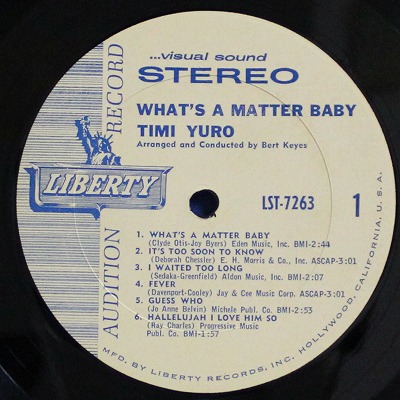 ...visual sound
STEREO
WHAT'S A MATTER BABY
TIMI YURO
Arranged and Conducted by Bert Keyes
AUDITION RECORD
LIBERTY
LST-7263
1
1. WHAT'S A MATTER BABY
(Clyde Otis-Joy Byers) Eden Music, Inc. BMI-2:44
2. IT'S TOO SOON TO KNOW
(Deborah Chessler) E. H. Morris & Co., Inc. ASCAP-3:01
3. I WAITED TOO LONG
(Sedaka-Greenfield) Aldon Music, Inc. BMI-2:07
4. FEVER
(Davenport-Cooley) Jay & Cee Music Corp. ASCAP-3:01
5. GUESS WHO
(Jo Anne Belvin) Michele Publ. Co. BMI-2:53
6. HALLELUJAH I LOVE HIM SO
(Ray Charles) Progressive Music
Publ. Co. BMI-1:57
MFD. BY LIBERTY RECORDS, INC. HOLLYWOOD, CALIFORNIA, U.S.A.